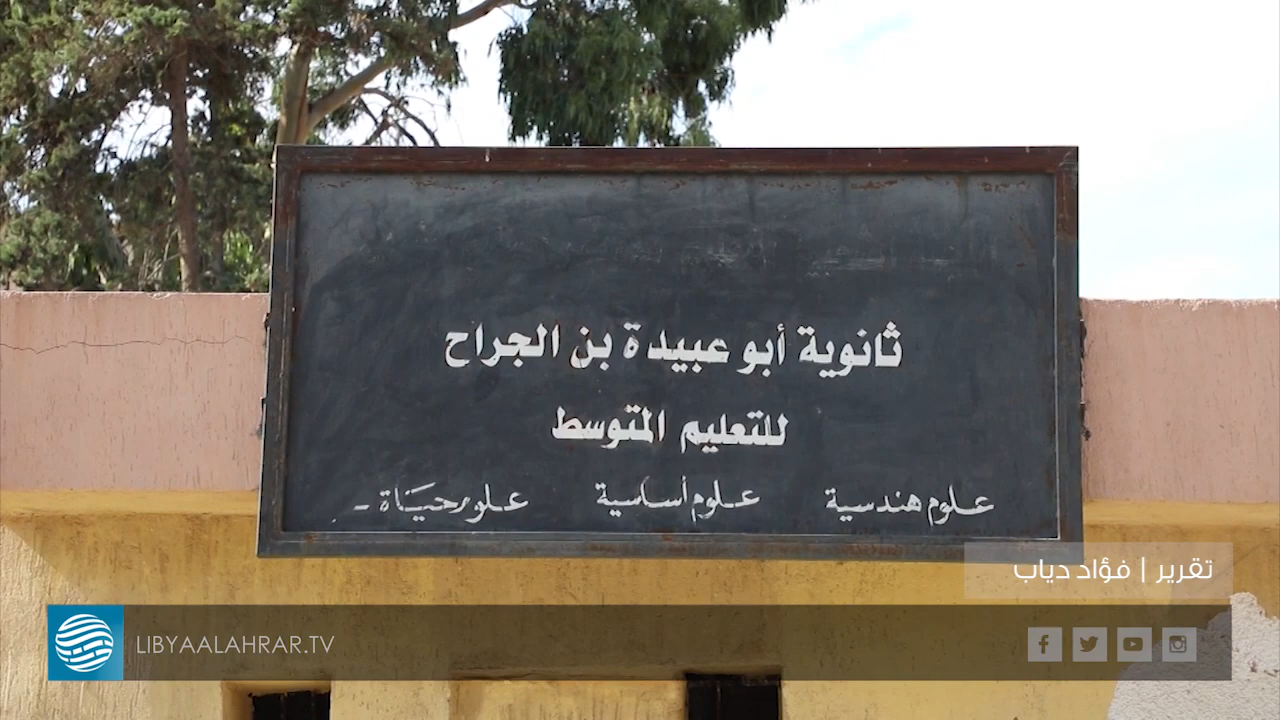 ثانوية أبو عبيدة بن الجراح
للتعليم المتوسط
علوم هندسية علوم أساسية علوم حياة -
تقرير | فؤاد دياب
LIBYAALAHRAR.TV